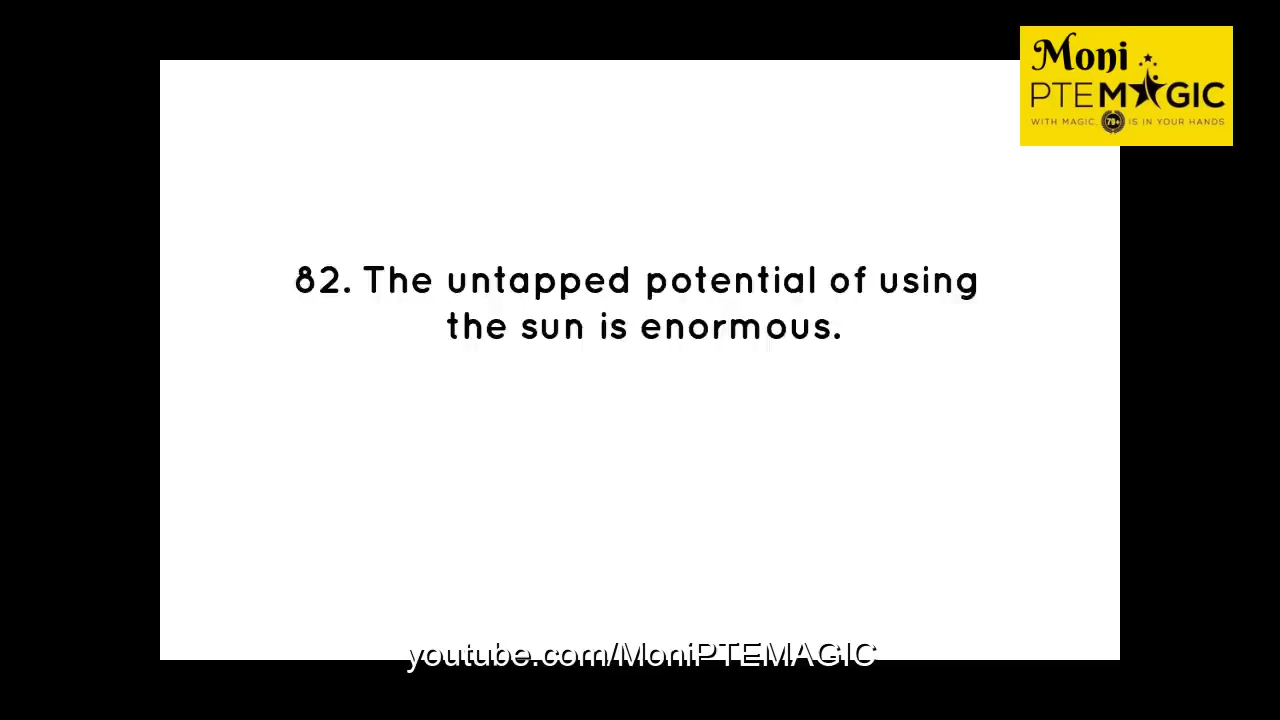 Moni
PTEMAGIC
WITH MAGIC, 79+ IS IN YOUR HANDS
82. The untapped potential of using
the sun is enormous.
youtube.com/MoniPTEMAGIC